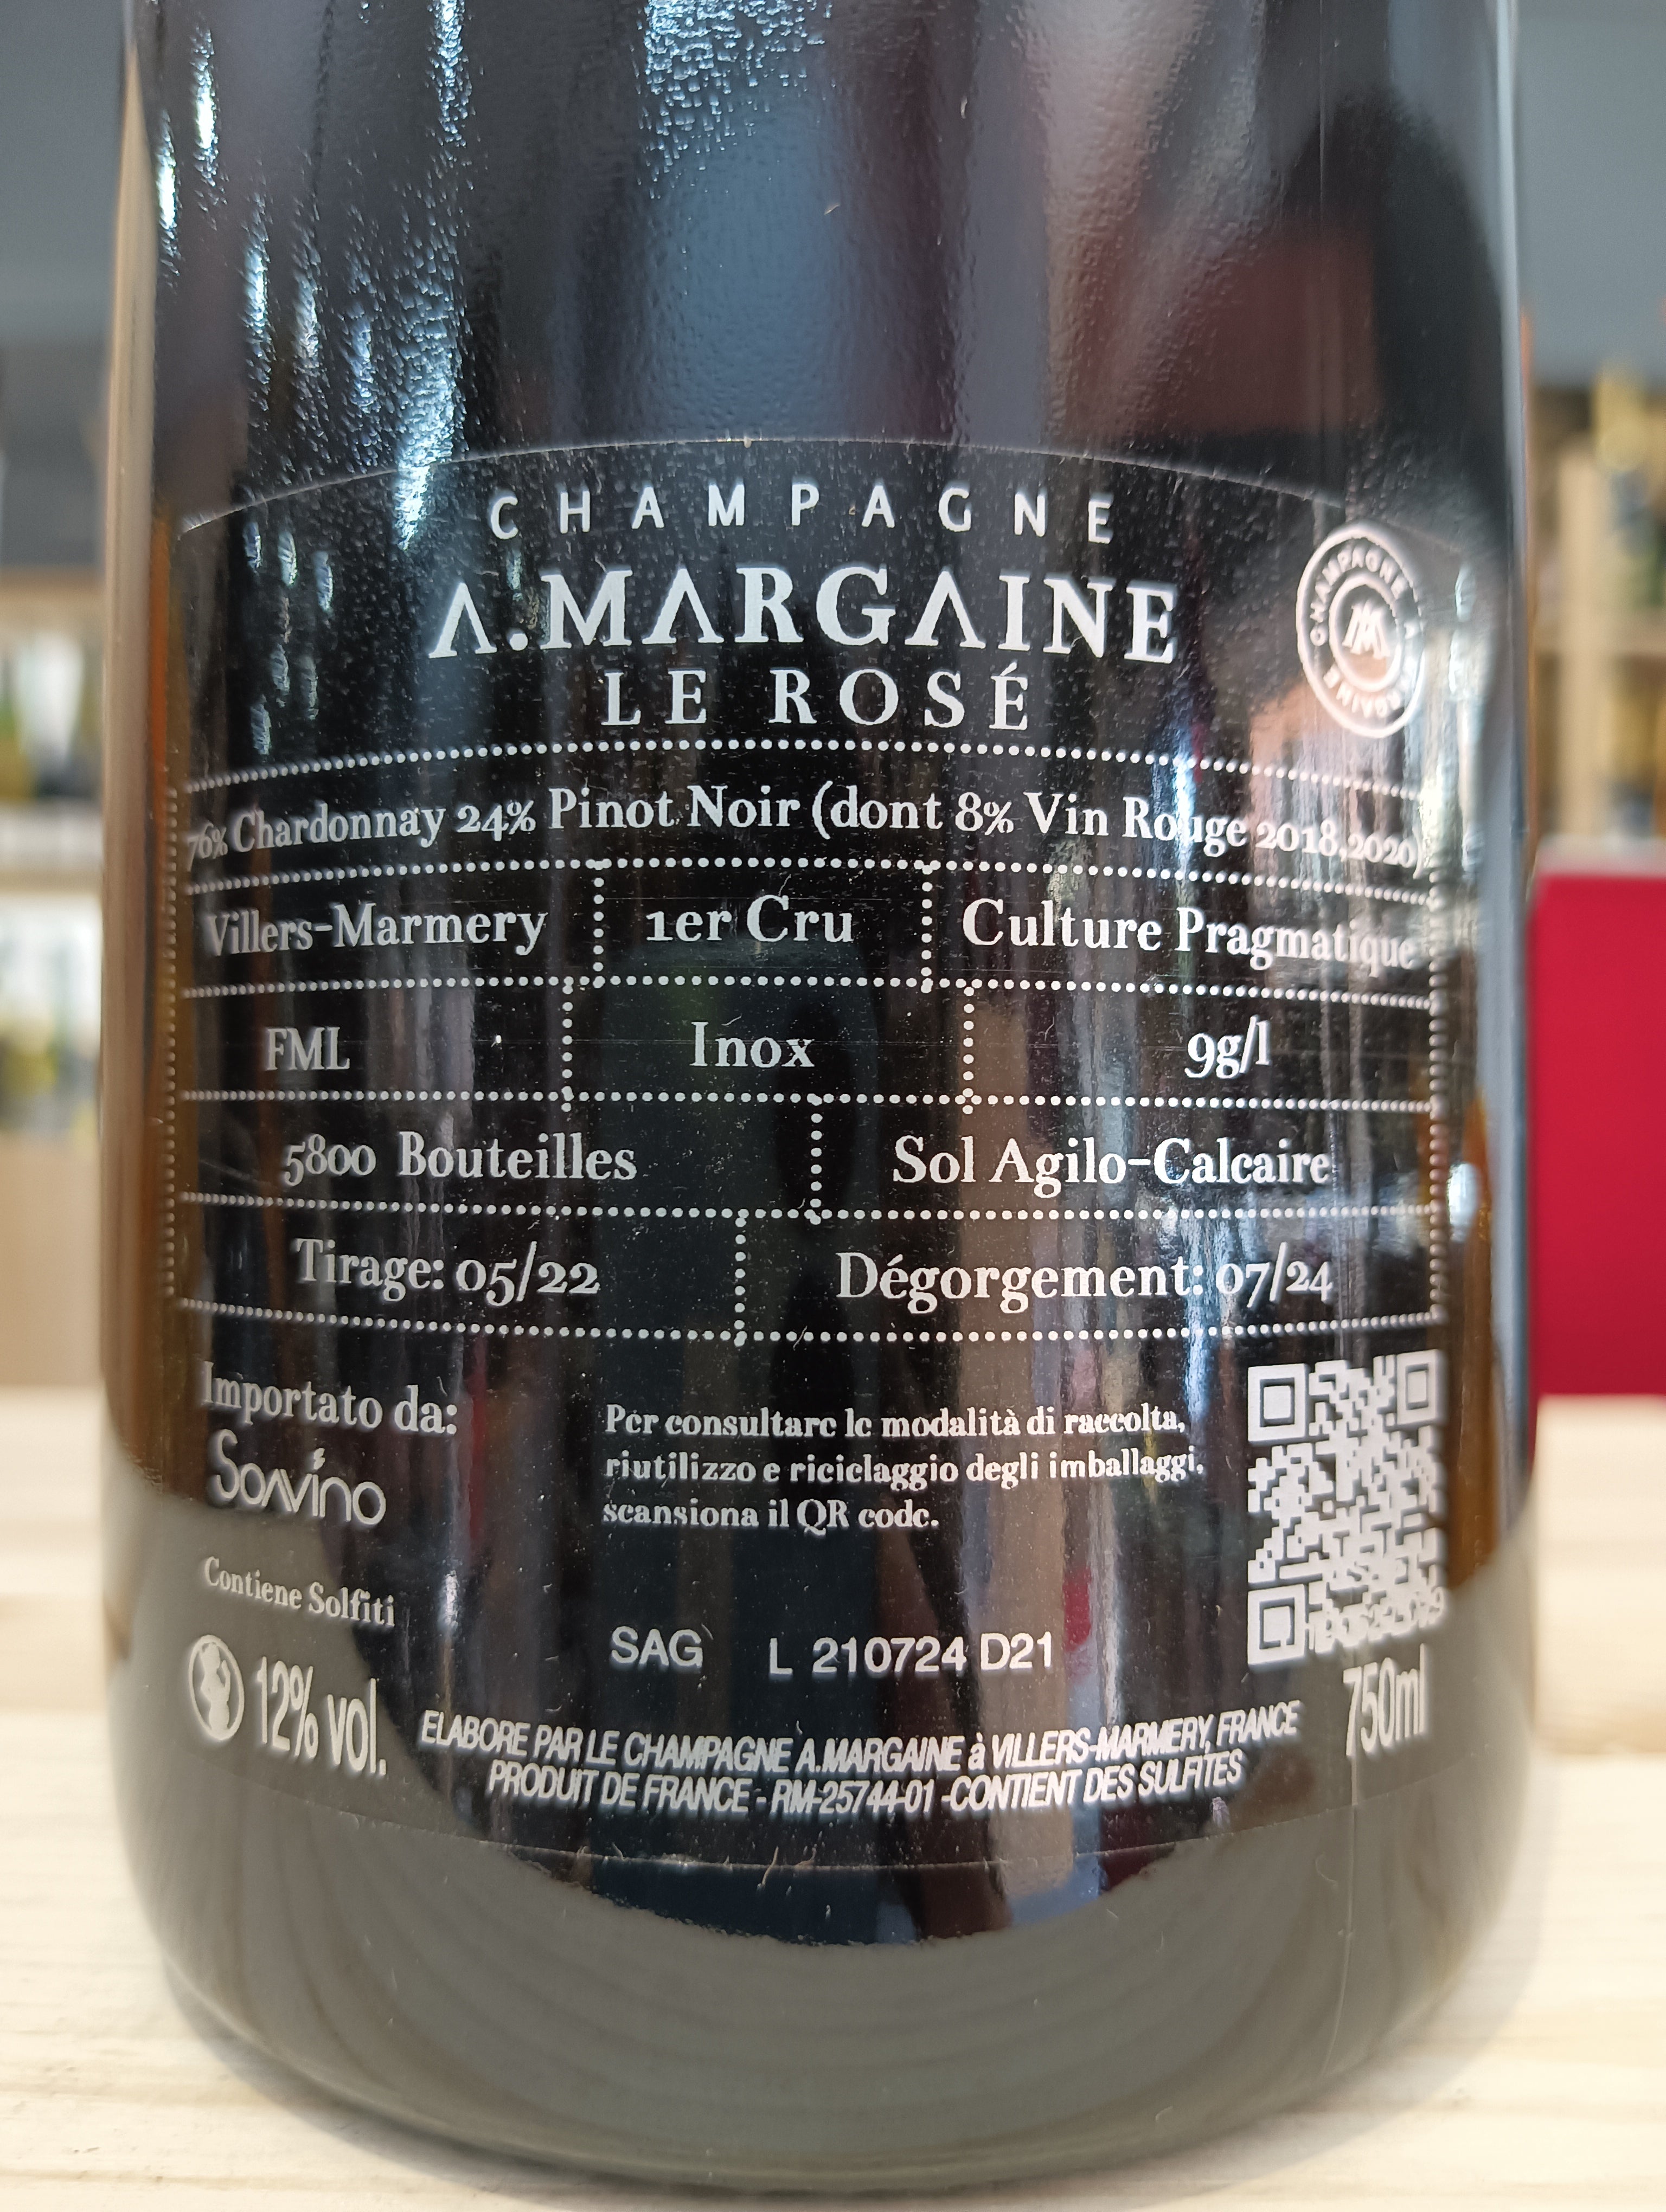 CHAMPAGNE
A.MARGAINE
LE ROSÉ
CHAMPAGNE A. MARGAINE
76% Chardonnay 24% Pinot Noir (dont 8% Vin Rouge 2018,2020)
Villers-Marmery 1er Cru Culture Pragmatique
FML Inox 9g/l
5800 Bouteilles Sol Agilo-Calcaire
Tirage: 05/22 Dégorgement: 07/24
Importato da:
Sonvino
Per consultare le modalità di raccolta,
riutilizzo e riciclaggio degli imballaggi,
scansiona il QR code.
Contiene Solfiti
SAG L 210724 D21
12% vol.
750ml
ELABORE PAR LE CHAMPAGNE A.MARGAINE à VILLERS-MARMERY, FRANCE
PRODUIT DE FRANCE - RM-25744-01 -CONTIENT DES SULFITES